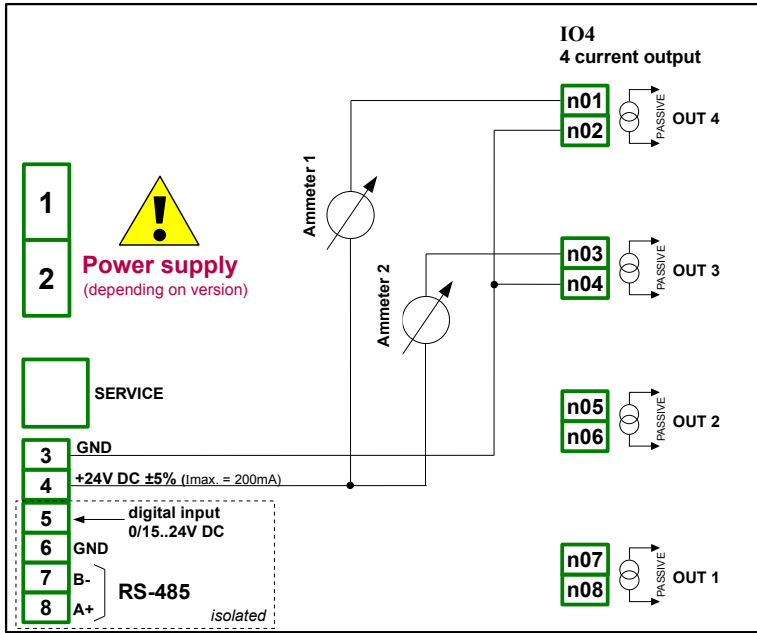 IO4
4 current output
n01
n02
PASSIVE
OUT 4
Ammeter 1
1
2
Power supply
(depending on version)
n03
n04
PASSIVE
OUT 3
Ammeter 2
SERVICE
n05
n06
PASSIVE
OUT 2
3 GND
4 +24V DC ±5% (Imax. = 200mA)
5 digital input
0/15..24V DC
6 GND
7 B-
RS-485
8 A+
isolated
n07
n08
PASSIVE
OUT 1